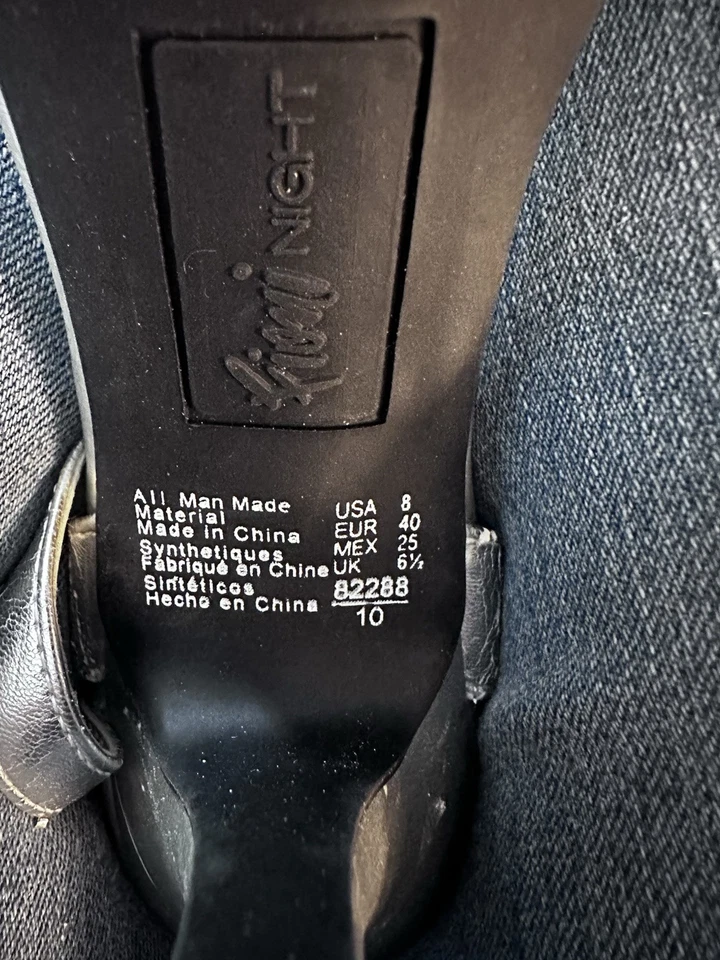 fioni NIGHT
All Man Made
Material
Made in China
Synthetiques
Fabriqué en Chine
Sintéticos
Hecho en China
USA 8
EUR 40
MEX 25
UK 6½
82288
10